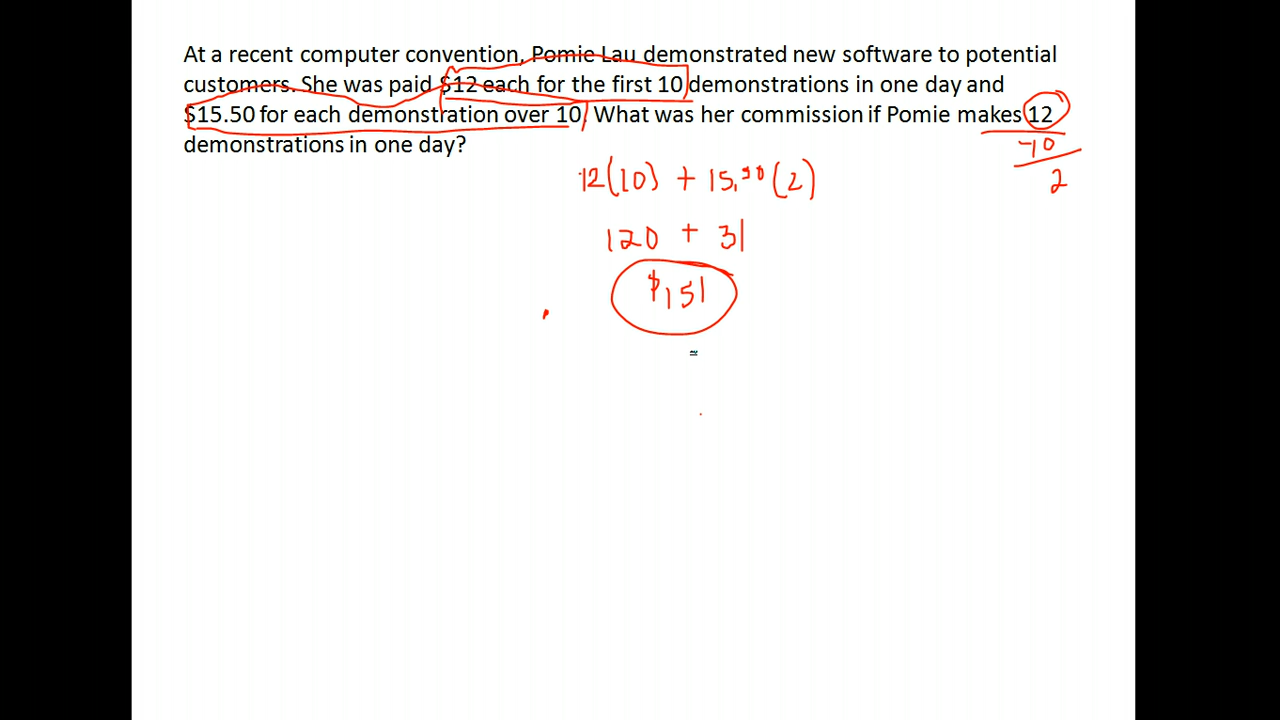 At a recent computer convention, Pomie Lau demonstrated new software to potential
customers. She was paid $12 each for the first 10 demonstrations in one day and
$15.50 for each demonstration over 10. What was her commission if Pomie makes 12
demonstrations in one day?
-10
2
12(10) + 15.50(2)
120 + 31
$151